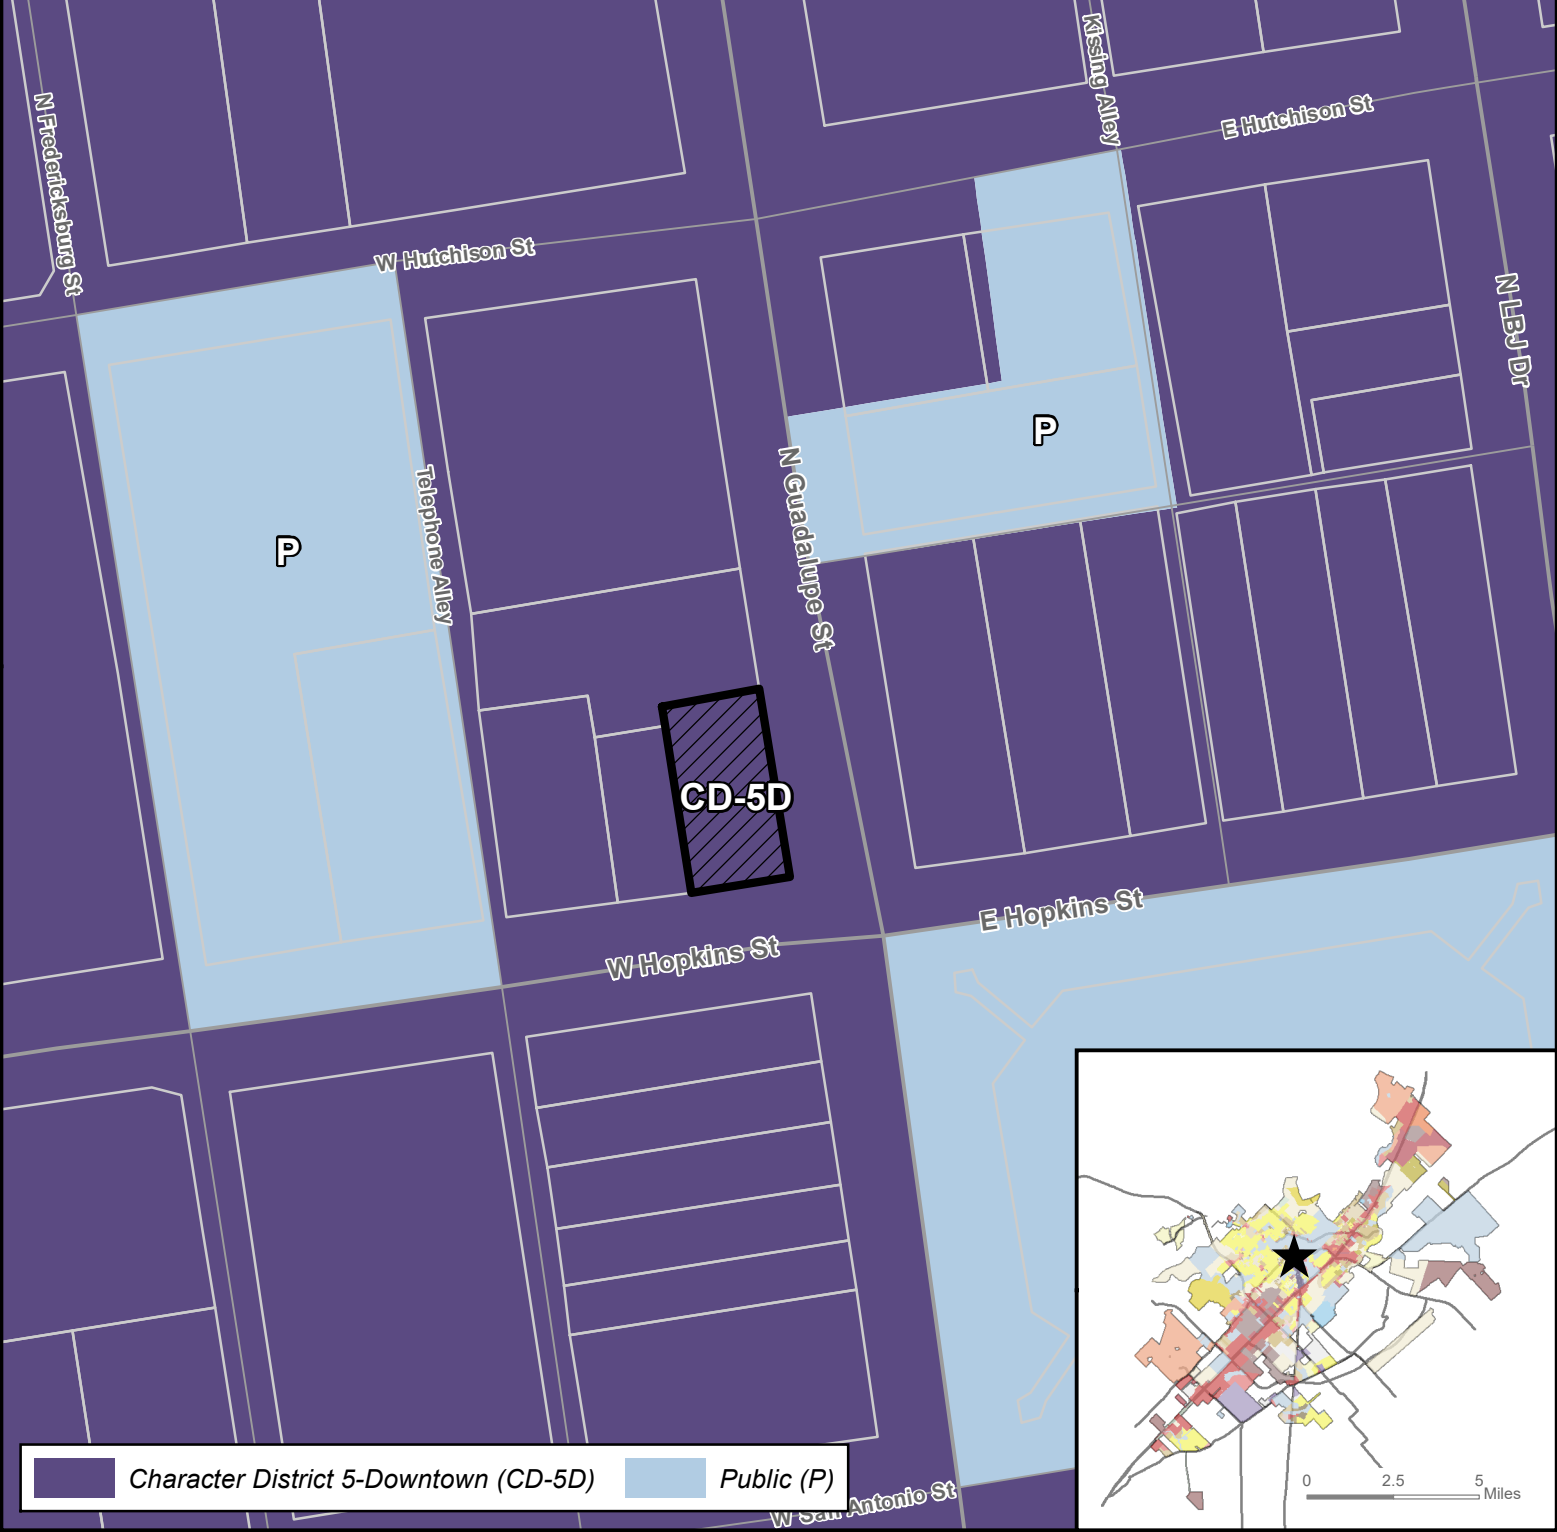 Kissing Alley
N Fredericksburg St
E Hutchison St
W Hutchison St
N LBJ Dr
P
Telephone Alley
N Guadalupe St
P
CD-5D
E Hopkins St
W Hopkins St
Character District 5-Downtown (CD-5D)
Public (P)
W San Antonio St
0 2.5 5
Miles